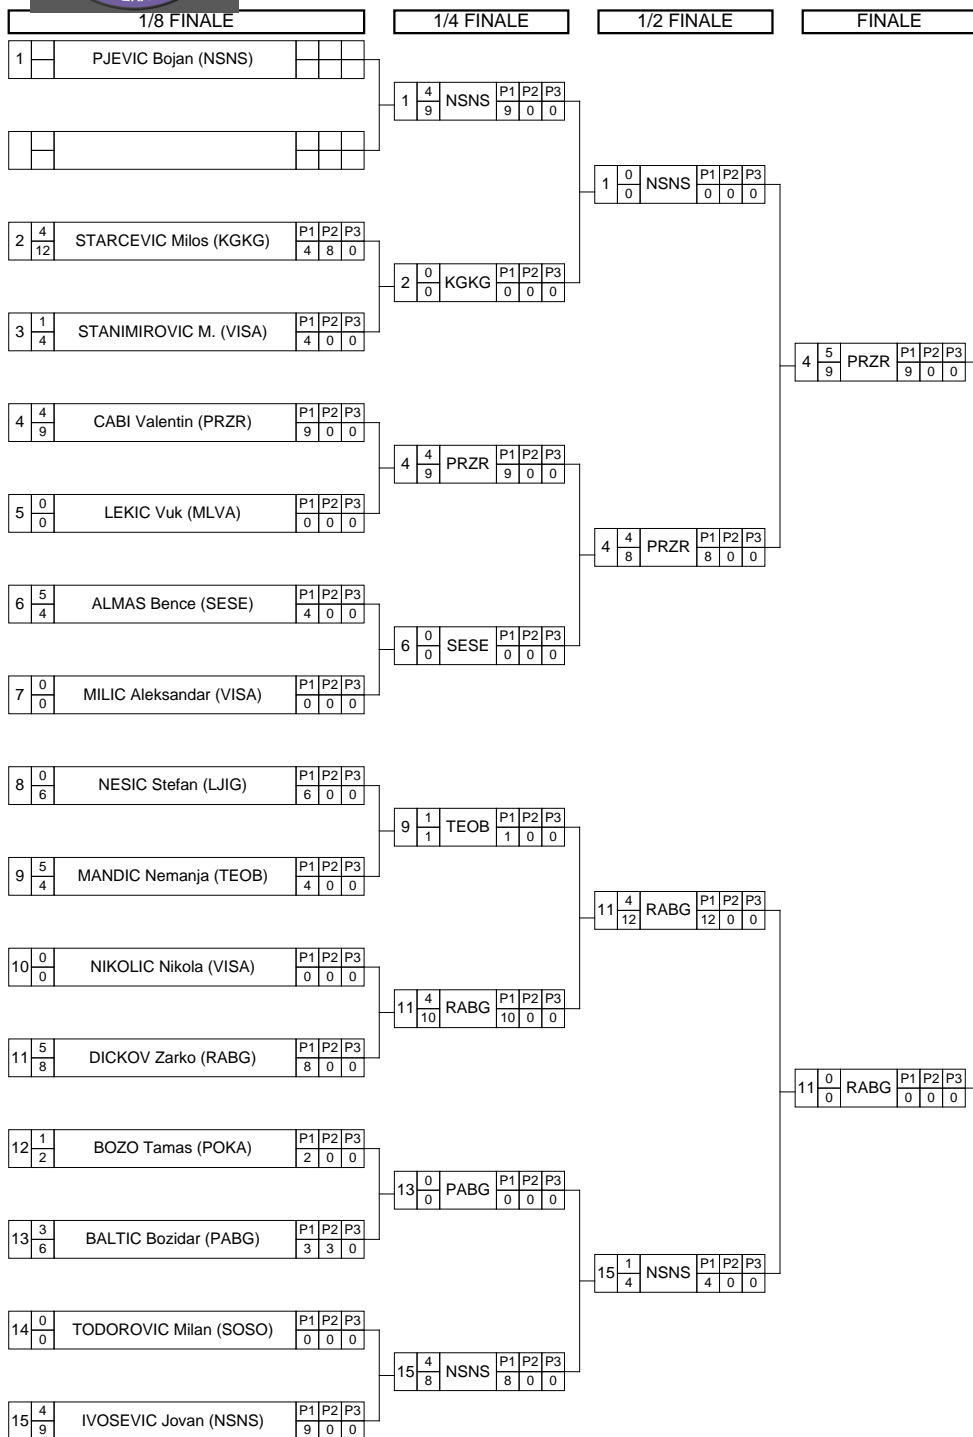 1/8 FINALE 1/4 FINALE 1/2 FINALE FINALE
1 PJEVIC Bojan (NSNS)
4 P1 P2 P3
1 NSNS
9 9 0 0
0 P1 P2 P3
1 NSNS
0 0 0 0
4 P1 P2 P3
2 STARCEVIC Milos (KGKG)
12 4 8 0
0 P1 P2 P3
2 KGKG
0 0 0 0
1 P1 P2 P3
3 STANIMIROVIC M. (VISA)
4 4 0 0
5 P1 P2 P3
4 PRZR
9 9 0 0
4 P1 P2 P3
4 CABI Valentin (PRZR)
9 9 0 0
4 P1 P2 P3
4 PRZR
9 9 0 0
0 P1 P2 P3
5 LEKIC Vuk (MLVA)
0 0 0 0
4 P1 P2 P3
4 PRZR
8 8 0 0
5 P1 P2 P3
6 ALMAS Bence (SESE)
4 4 0 0
0 P1 P2 P3
6 SESE
0 0 0 0
0 P1 P2 P3
7 MILIC Aleksandar (VISA)
0 0 0 0
0 P1 P2 P3
8 NESIC Stefan (LJIG)
6 6 0 0
1 P1 P2 P3
9 TEOB
1 1 0 0
5 P1 P2 P3
9 MANDIC Nemanja (TEOB)
4 4 0 0
4 P1 P2 P3
11 RABG
12 12 0 0
0 P1 P2 P3
10 NIKOLIC Nikola (VISA)
0 0 0 0
4 P1 P2 P3
11 RABG
10 10 0 0
5 P1 P2 P3
11 DICKOV Zarko (RABG)
8 8 0 0
0 P1 P2 P3
11 RABG
0 0 0 0
1 P1 P2 P3
12 BOZO Tamas (POKA)
2 2 0 0
0 P1 P2 P3
13 PABG
0 0 0 0
3 P1 P2 P3
13 BALTIC Bozidar (PABG)
6 3 3 0
1 P1 P2 P3
15 NSNS
4 4 0 0
0 P1 P2 P3
14 TODOROVIC Milan (SOSO)
0 0 0 0
4 P1 P2 P3
15 NSNS
8 8 0 0
4 P1 P2 P3
15 IVOSEVIC Jovan (NSNS)
9 9 0 0